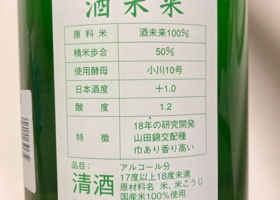 酒未来
原料米 酒未来100%
精米歩合 50%
使用酵母 小川10号
日本酒度 +1.0
酸度 1.2
特徴 18年の研究開発
山田錦交配種
巾あり香り高い
品目:
清酒
アルコール分
17度以上18度未満
原材料名 米、米こうじ
国産米100%使用